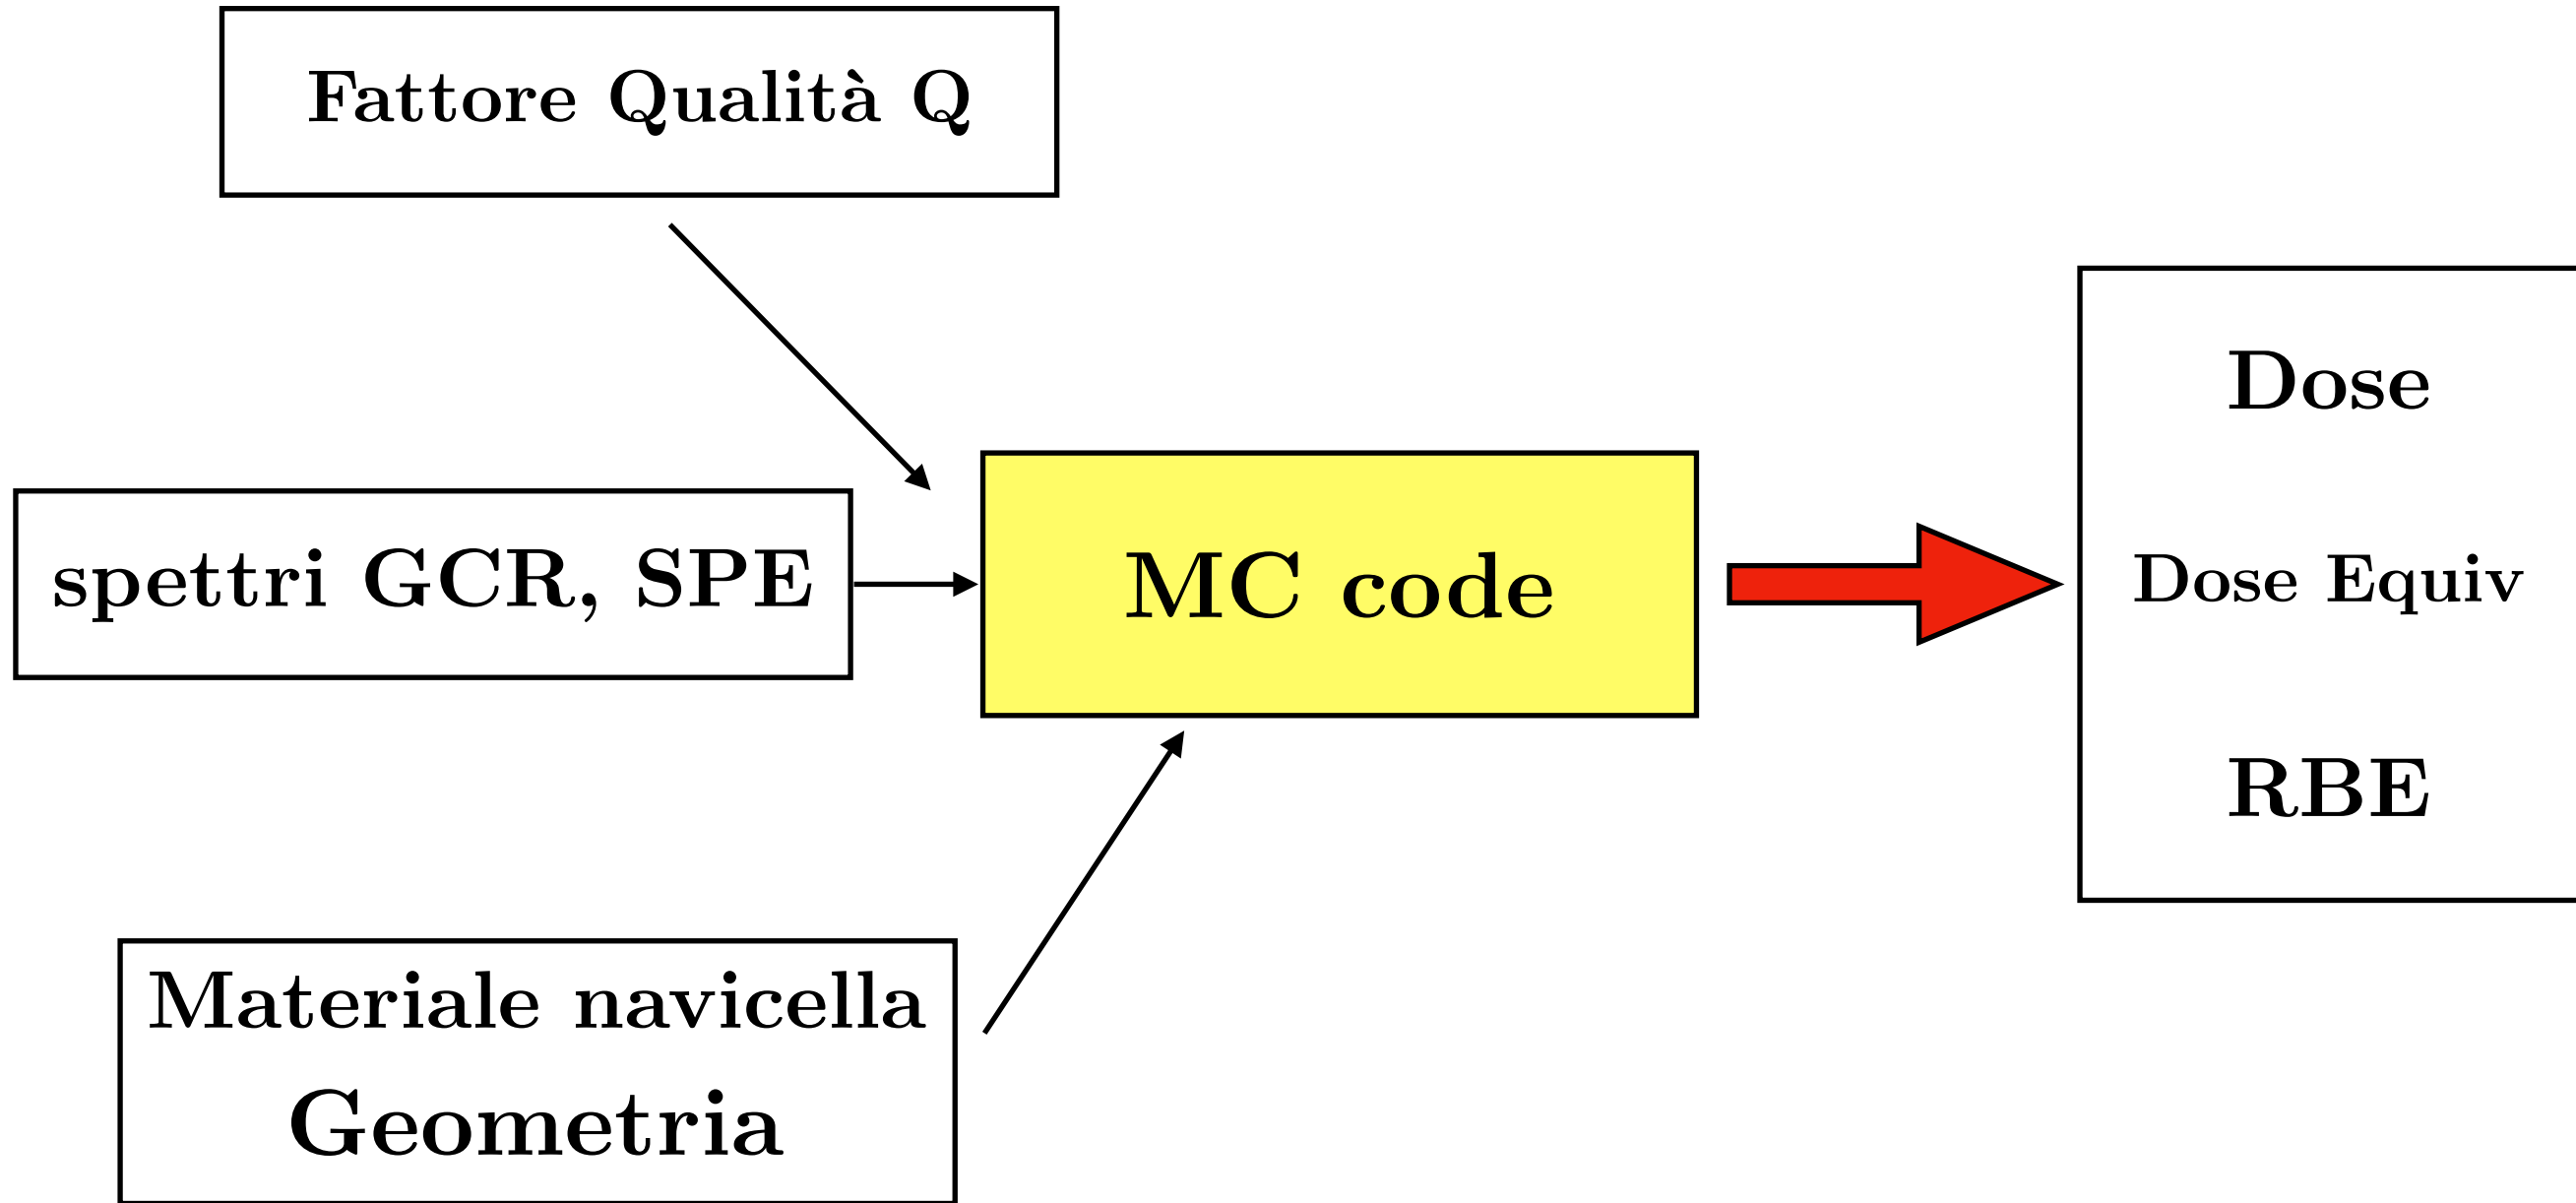 Fattore Qualità Q
spettri GCR, SPE
MC code
Dose
Dose Equiv
RBE
Materiale navicella
Geometria